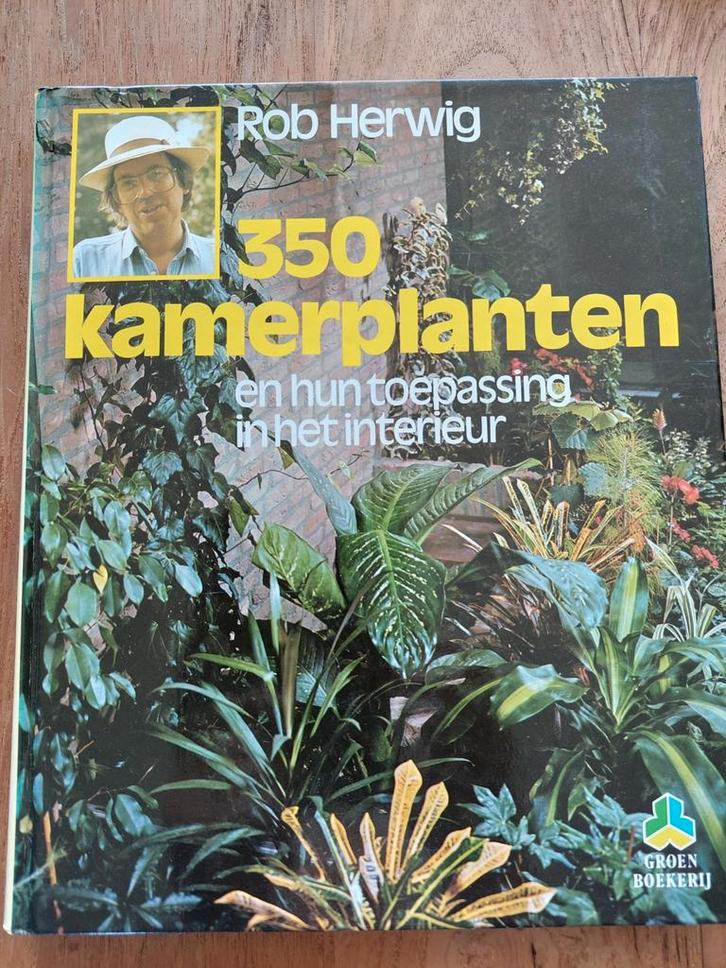 Rob Herwig
350
kamerplanten
en hun toepassing
in het interieur
GROEN
BOEKERIJ